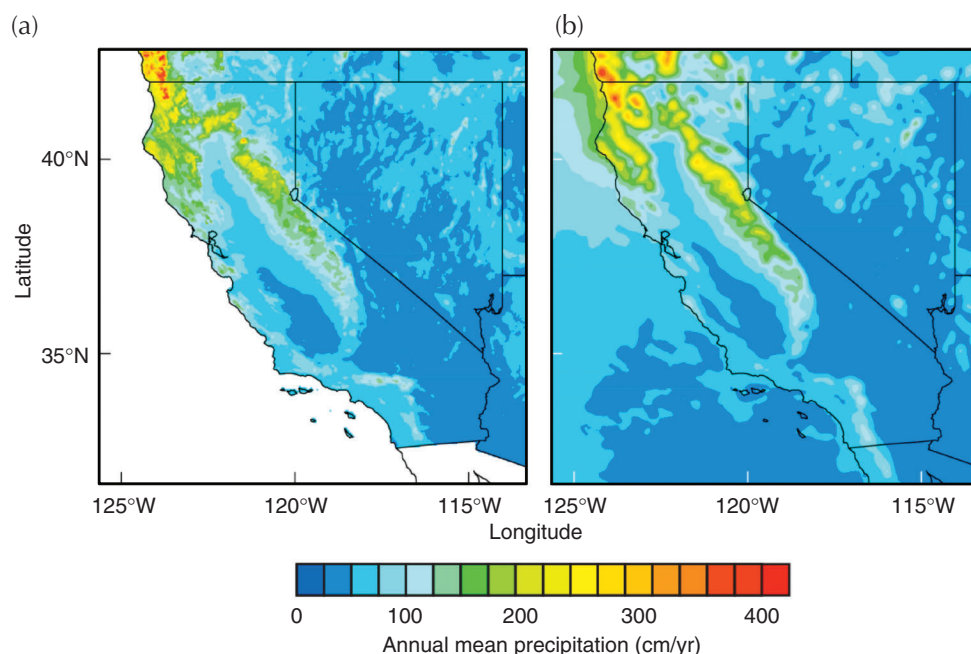 (a)
(b)
Latitude
40°N
35°N
125°W
120°W
115°W
125°W
120°W
115°W
Longitude
0
100
200
300
400
Annual mean precipitation (cm/yr)